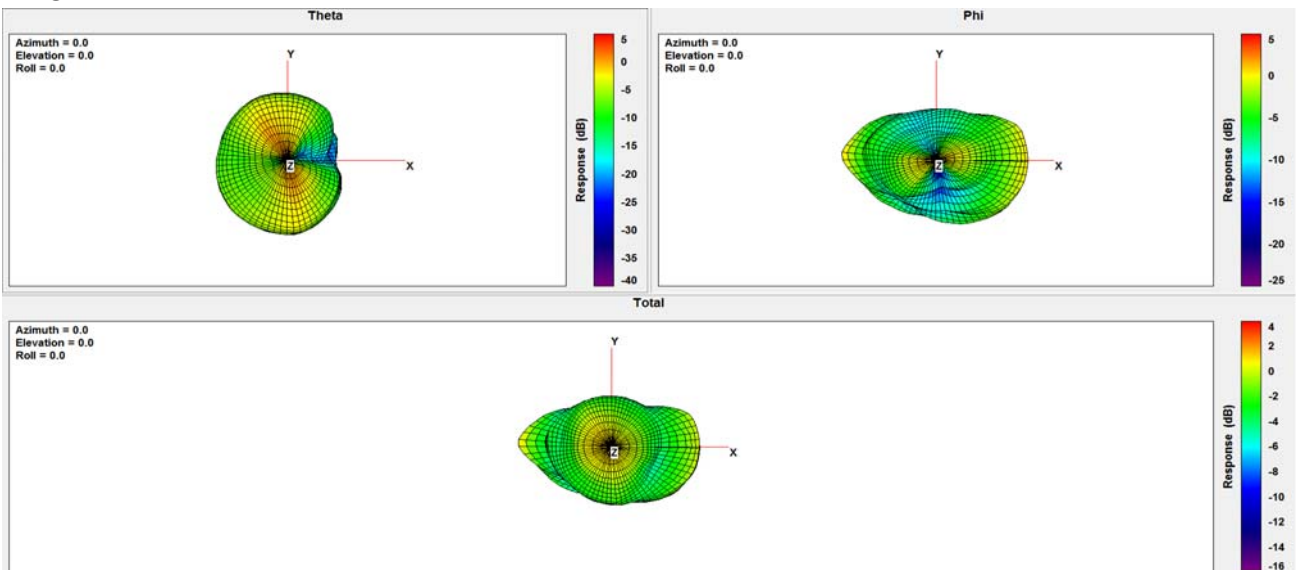 Theta
Azimuth = 0.0
Elevation = 0.0
Roll = 0.0
Y
Z
X
5
0
-5
-10
-15
-20
-25
-30
-35
-40
Response (dB)
Phi
Azimuth = 0.0
Elevation = 0.0
Roll = 0.0
Y
Z
X
5
0
-5
-10
-15
-20
-25
Response (dB)
Total
Azimuth = 0.0
Elevation = 0.0
Roll = 0.0
Y
Z
X
4
2
0
-2
-4
-6
-8
-10
-12
-14
-16
Response (dB)